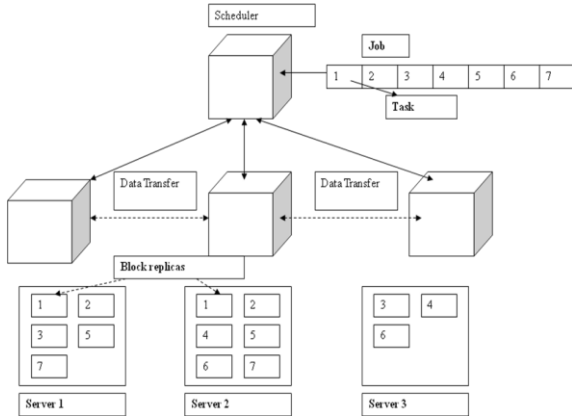 Scheduler
Job
1 2 3 4 5 6 7
Task
Data Transfer Data Transfer
Block replicas
1 2 1 2 3 4
3 5 4 5 6
7 6 7
Server 1 Server 2 Server 3